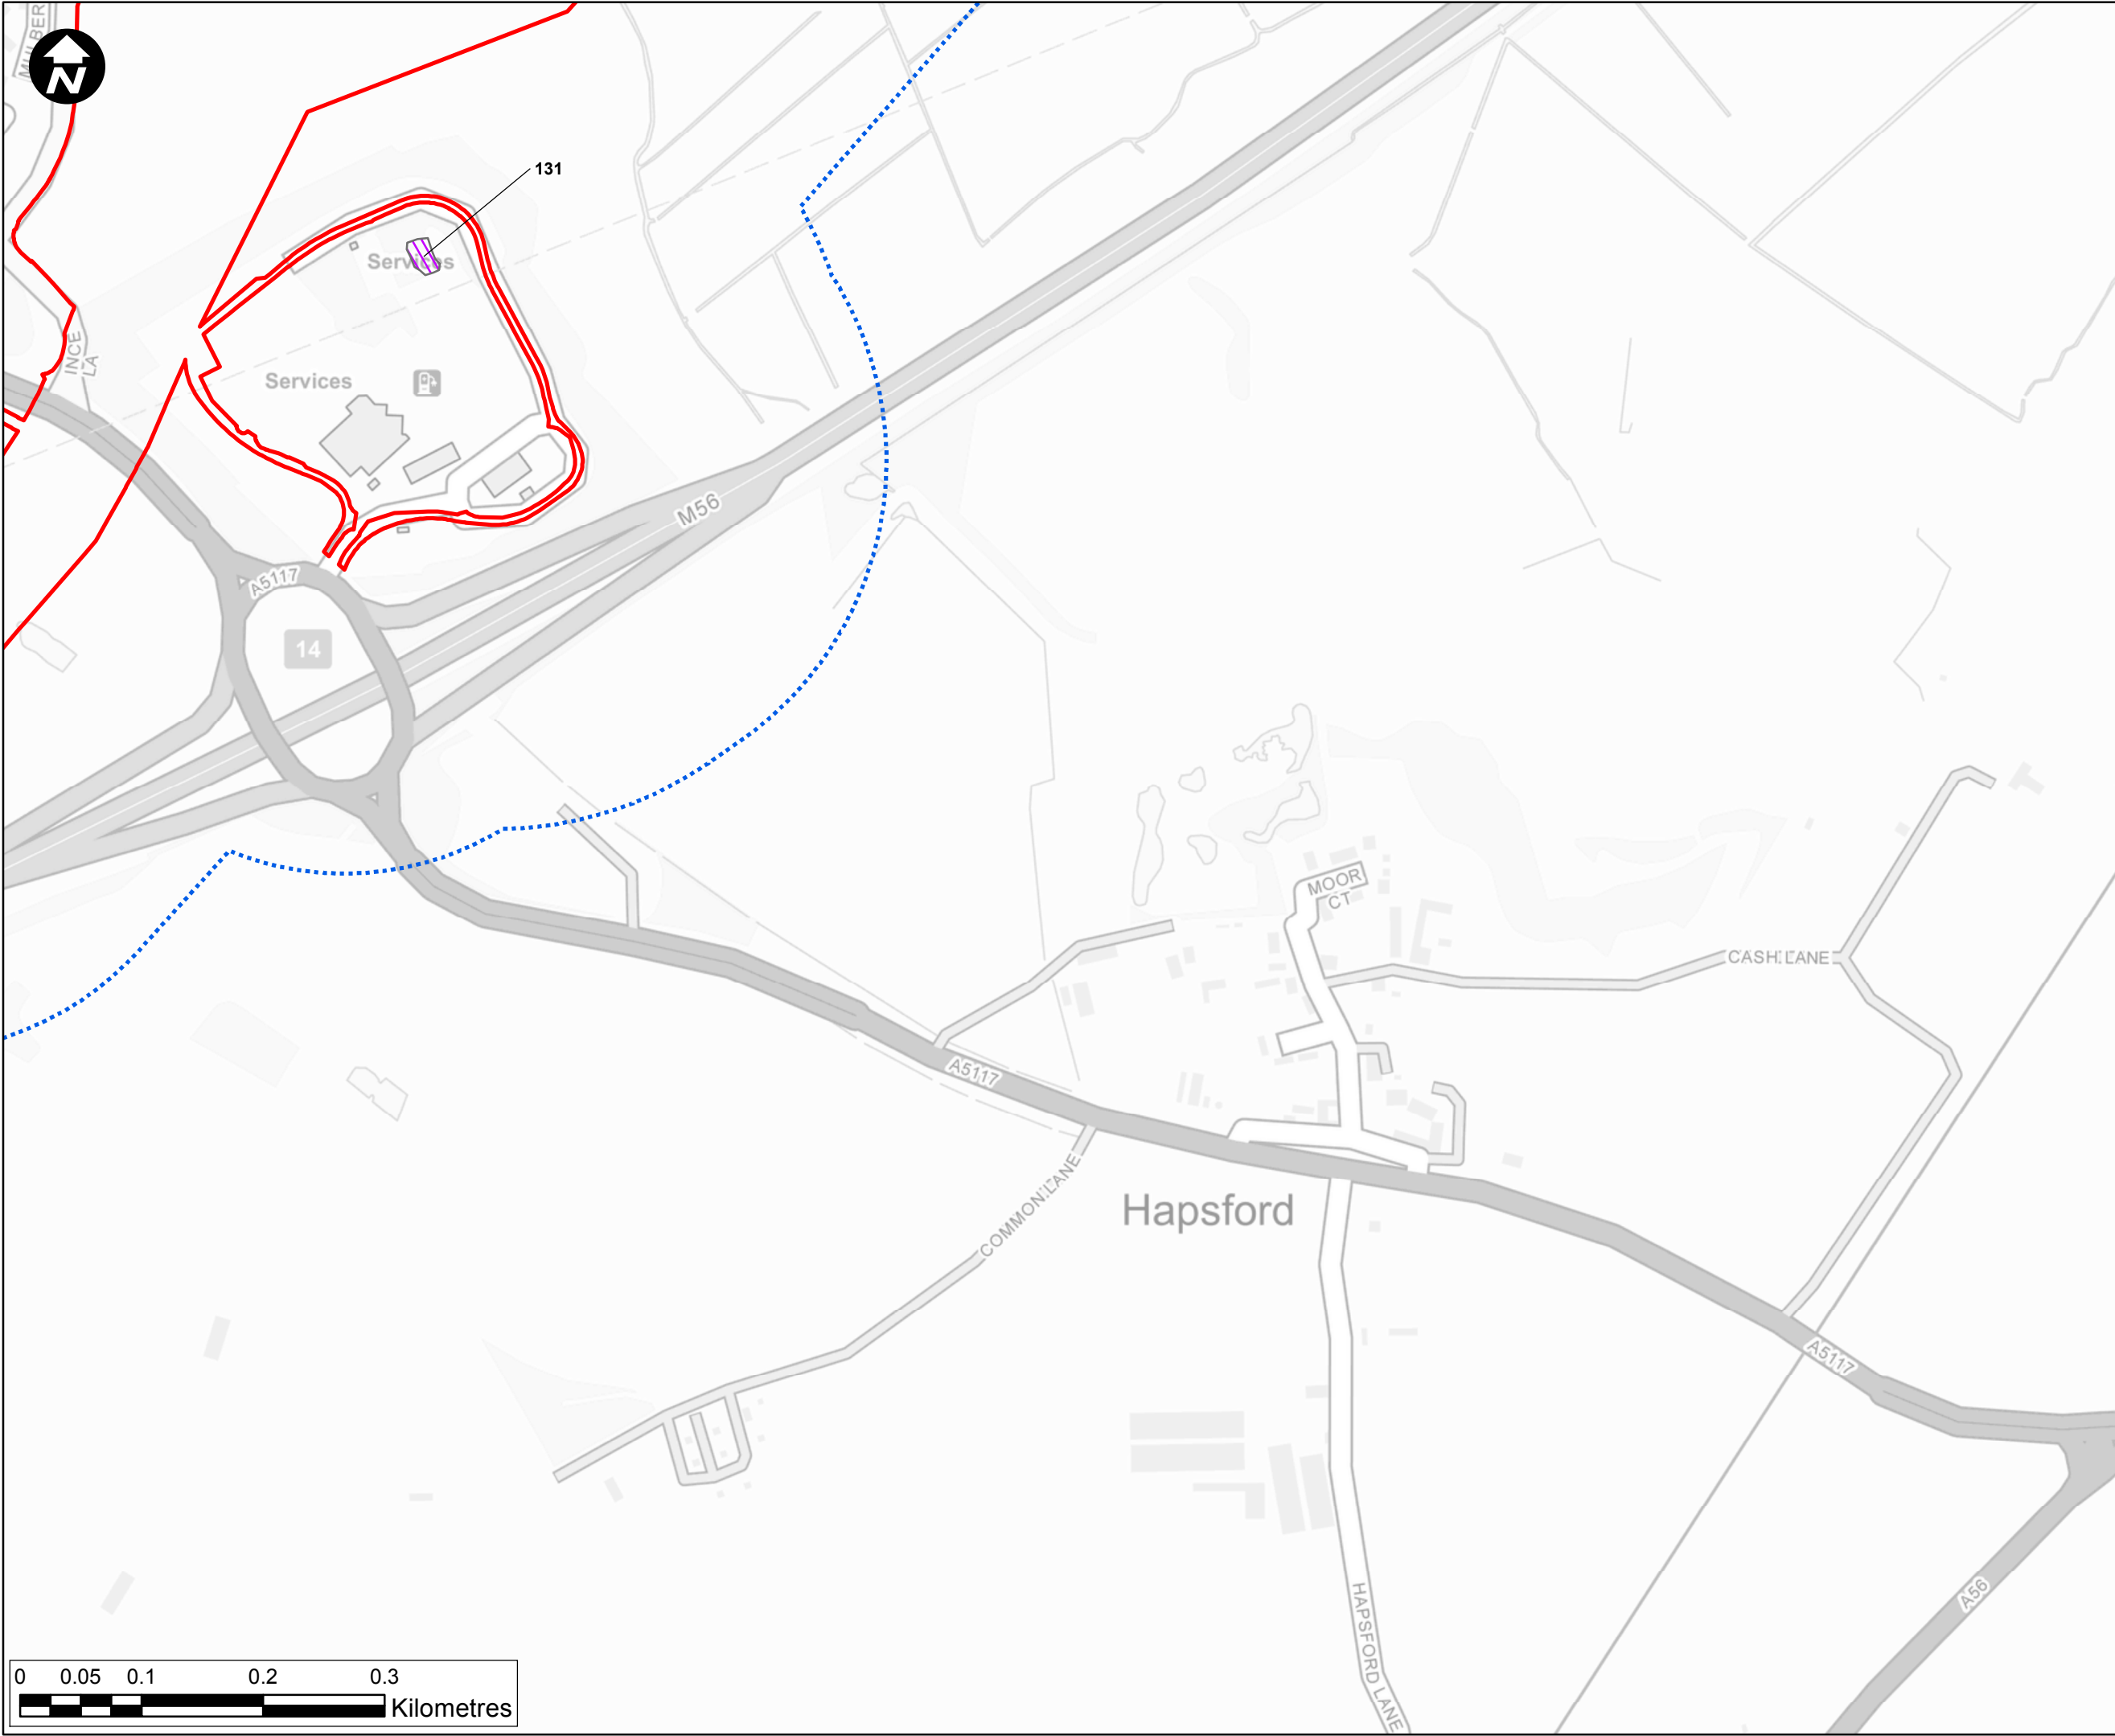 MULBER
N
131
Services
INCE
LA
Services
M56
A5117
14
MOOR
CT
CASH LANE
A5117
COMMON LANE
Hapsford
A5117
A56
HAPSFORD LANE
0 0.05 0.1 0.2 0.3
Kilometres